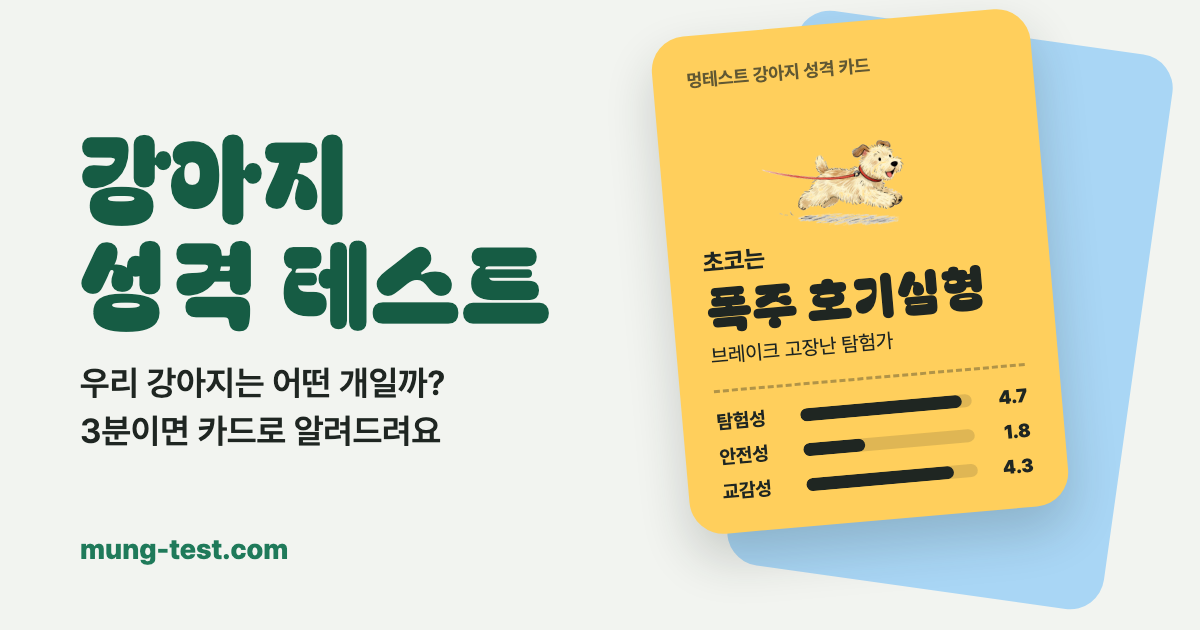 강아지
성격 테스트
우리 강아지는 어떤 개일까?
3분이면 카드로 알려드려요
mung-test.com
멍테스트 강아지 성격 카드
초코는
폭주 호기심형
브레이크 고장난 탐험가
탐험성 4.7
안전성 1.8
교감성 4.3